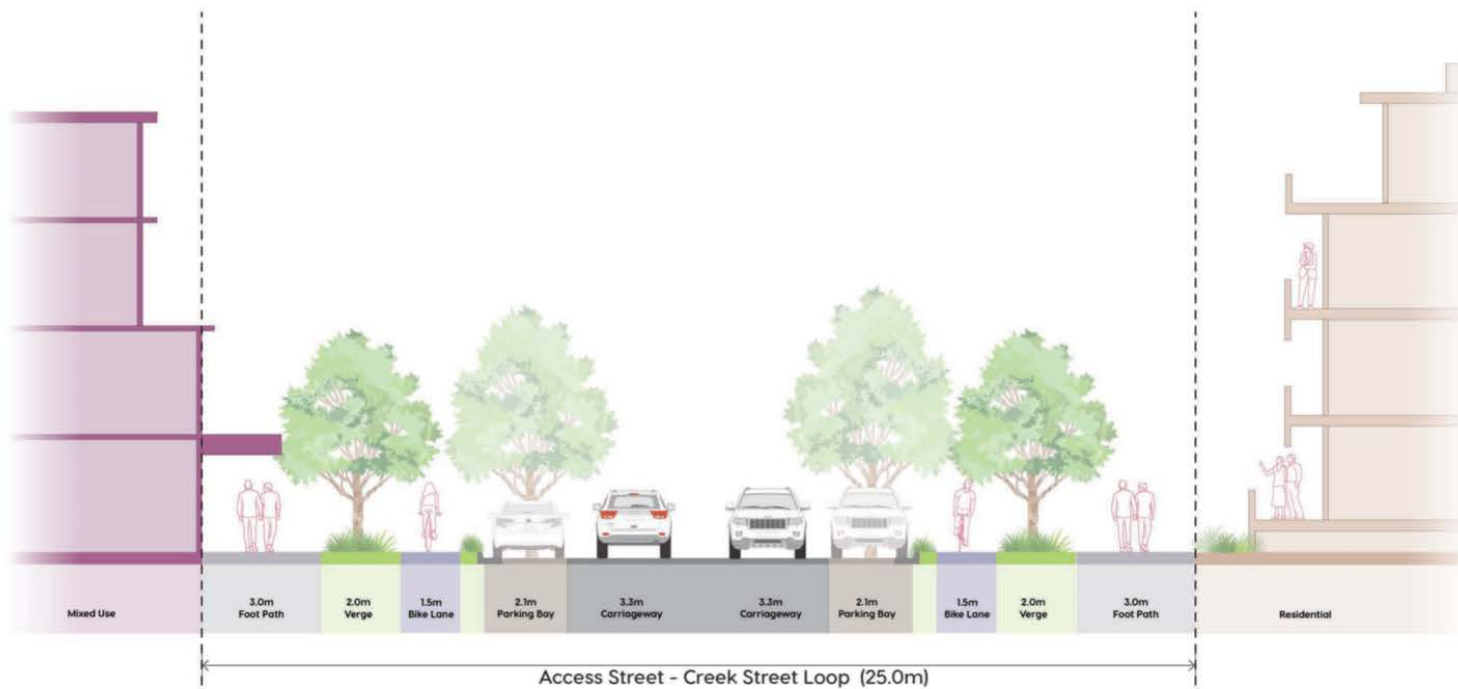 Mixed Use
3.0m
Foot Path
2.0m
Verge
1.5m
Bike Lane
2.1m
Parking Bay
3.3m
Carriageway
3.3m
Carriageway
2.1m
Parking Bay
1.5m
Bike Lane
2.0m
Verge
3.0m
Foot Path
Residential
Access Street - Creek Street Loop (25.0m)